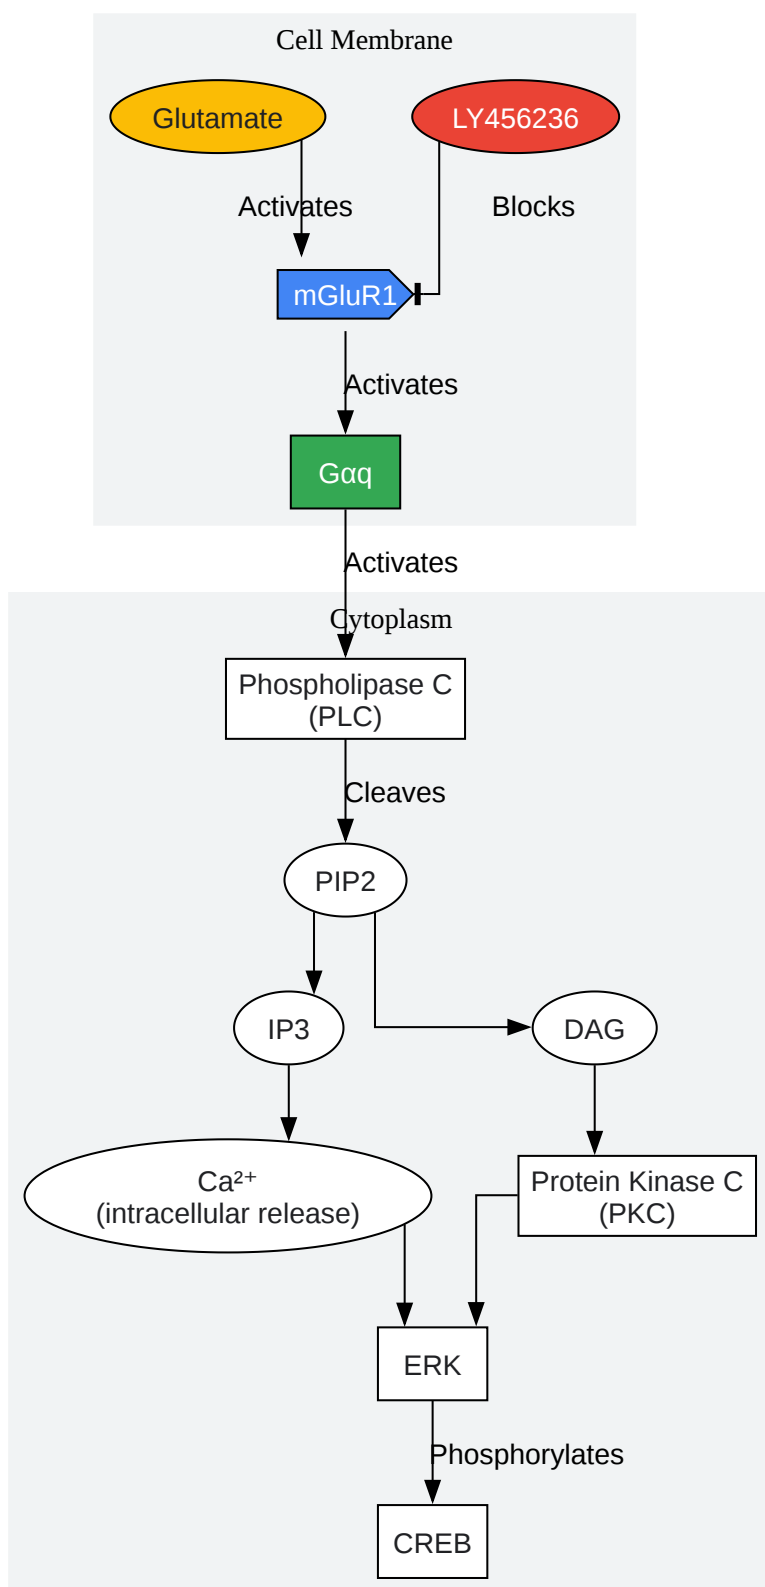 Cell Membrane
Glutamate
LY456236
Activates
Blocks
mGluR1
Activates
Gαq
Activates
Cytoplasm
Phospholipase C
(PLC)
Cleaves
PIP2
IP3
DAG
Ca²⁺
(intracellular release)
Protein Kinase C
(PKC)
ERK
Phosphorylates
CREB